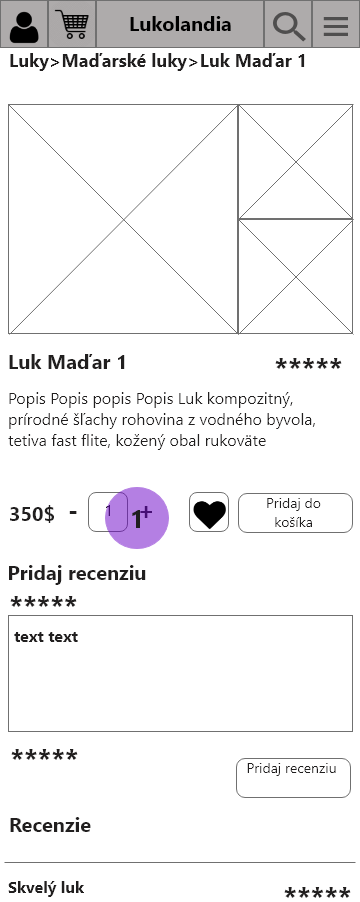 Lukolandia
Luky>Maďarské luky>Luk Maďar 1
Luk Maďar 1 *****
Popis Popis popis Popis Luk kompozitný,
prírodné šľachy rohovina z vodného byvola,
tetiva fast flite, kožený obal rukoväte
350$ - 1 1 +
Pridaj do
košíka
Pridaj recenziu
*****
text text
*****
Pridaj recenziu
Recenzie
Skvelý luk *****